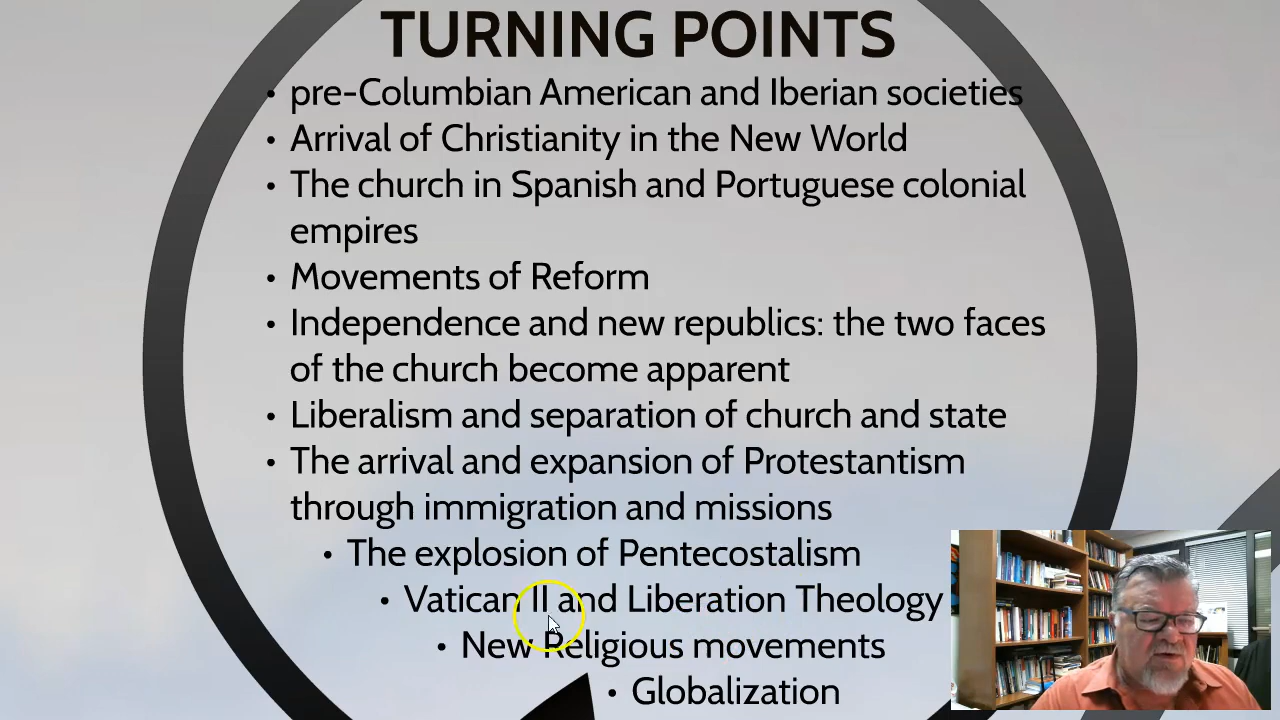 TURNING POINTS
• pre-Columbian American and Iberian societies
• Arrival of Christianity in the New World
• The church in Spanish and Portuguese colonial
empires
• Movements of Reform
• Independence and new republics: the two faces
of the church become apparent
• Liberalism and separation of church and state
• The arrival and expansion of Protestantism
through immigration and missions
• The explosion of Pentecostalism
• Vatican II and Liberation Theology
• New Religious movements
• Globalization